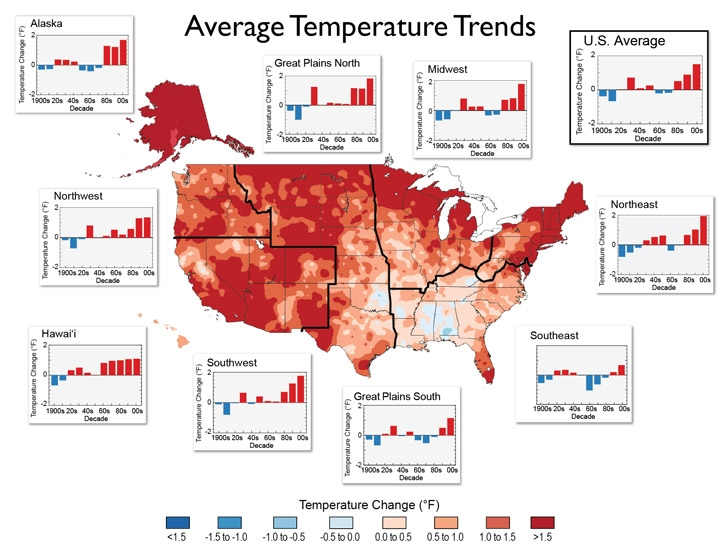 Average Temperature Trends
Alaska
Temperature Change (°F)
2
0
-2
1900s 20s 40s 60s 80s 00s
Decade
Great Plains North
Temperature Change (°F)
2
0
-2
1900s 20s 40s 60s 80s 00s
Decade
Midwest
Temperature Change (°F)
2
0
-2
1900s 20s 40s 60s 80s 00s
Decade
U.S. Average
Temperature Change (°F)
2
0
-2
1900s 20s 40s 60s 80s 00s
Decade
Northwest
Temperature Change (°F)
2
0
-2
1900s 20s 40s 60s 80s 00s
Decade
Northeast
Temperature Change (°F)
2
0
-2
1900s 20s 40s 60s 80s 00s
Decade
Hawai'i
Temperature Change (°F)
2
0
-2
1900s 20s 40s 60s 80s 00s
Decade
Southwest
Temperature Change (°F)
2
0
-2
1900s 20s 40s 60s 80s 00s
Decade
Great Plains South
Temperature Change (°F)
2
0
-2
1900s 20s 40s 60s 80s 00s
Decade
Southeast
Temperature Change (°F)
2
0
-2
1900s 20s 40s 60s 80s 00s
Decade
Temperature Change (°F)
<1.5 -1.5 to -1.0 -1.0 to -0.5 -0.5 to 0.0 0.0 to 0.5 0.5 to 1.0 1.0 to 1.5 >1.5